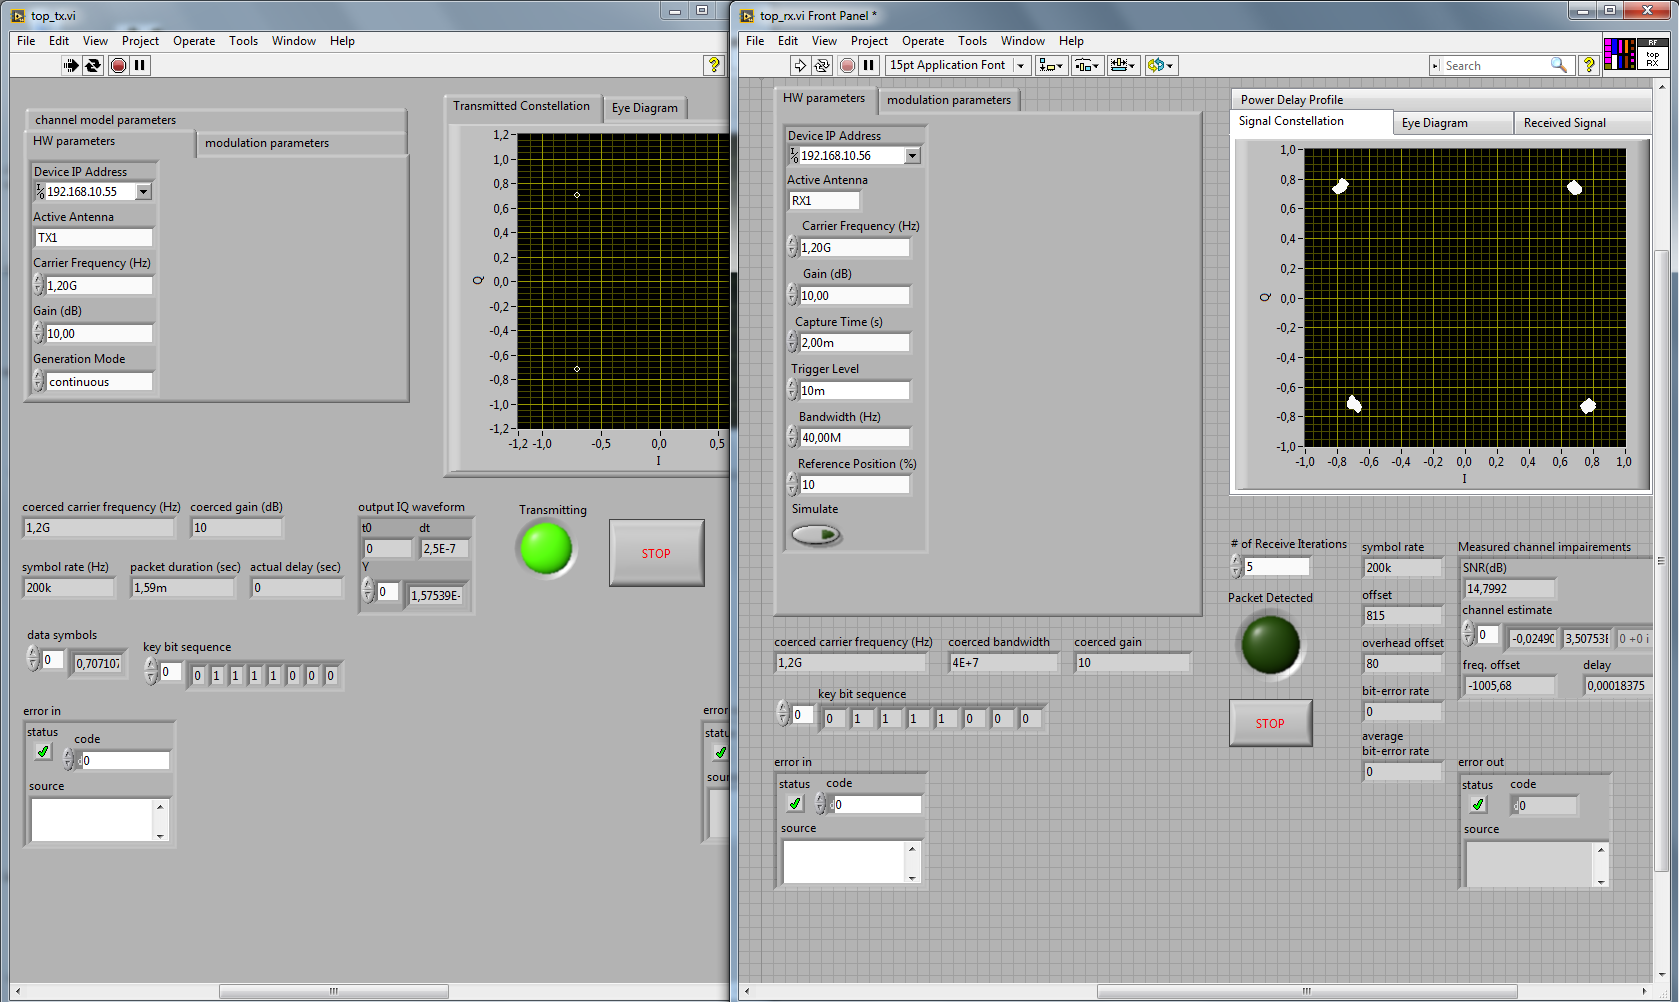 top_tx.vi
File Edit View Project Operate Tools Window Help
channel model parameters
HW parameters
modulation parameters
Device IP Address
192.168.10.55
Active Antenna
TX1
Carrier Frequency (Hz)
1,20G
Gain (dB)
10,00
Generation Mode
continuous
Transmitted Constellation
Eye Diagram
1,2
1,0
0,8
0,6
0,4
0,2
0,0
-0,2
-0,4
-0,6
-0,8
-1,0
-1,2
Q
-1,2 -1,0 -0,5 0,0 0,5
I
coerced carrier frequency (Hz)
1,2G
coerced gain (dB)
10
output IQ waveform
t0 dt
0 2,5E-7
Y
0 1,57539E-
Transmitting
STOP
symbol rate (Hz)
200k
packet duration (sec)
1,59m
actual delay (sec)
0
data symbols
0 0,707107
key bit sequence
0 0 1 1 1 1 0 0 0
error in
status code
0
source
error
statu
sour
top_rx.vi Front Panel *
File Edit View Project Operate Tools Window Help
15pt Application Font
Search
RF
top
RX
HW parameters
modulation parameters
Device IP Address
192.168.10.56
Active Antenna
RX1
Carrier Frequency (Hz)
1,20G
Gain (dB)
10,00
Capture Time (s)
2,00m
Trigger Level
10m
Bandwidth (Hz)
40,00M
Reference Position (%)
10
Simulate
Power Delay Profile
Signal Constellation
Eye Diagram
Received Signal
1,0
0,8
0,6
0,4
0,2
0,0
-0,2
-0,4
-0,6
-0,8
-1,0
Q
-1,0 -0,8 -0,6 -0,4 -0,2 0,0 0,2 0,4 0,6 0,8 1,0
I
# of Receive Iterations
5
Packet Detected
STOP
symbol rate
200k
offset
815
overhead offset
80
bit-error rate
0
average
bit-error rate
0
Measured channel impairements
SNR(dB)
14,7992
channel estimate
0 -0,0249 3,50753 0 +0 i
freq. offset
-1005,68
delay
0,00018375
coerced carrier frequency (Hz)
1,2G
coerced bandwidth
4E+7
coerced gain
10
key bit sequence
0 0 1 1 1 1 0 0 0
error in
status code
0
source
error out
status code
0
source